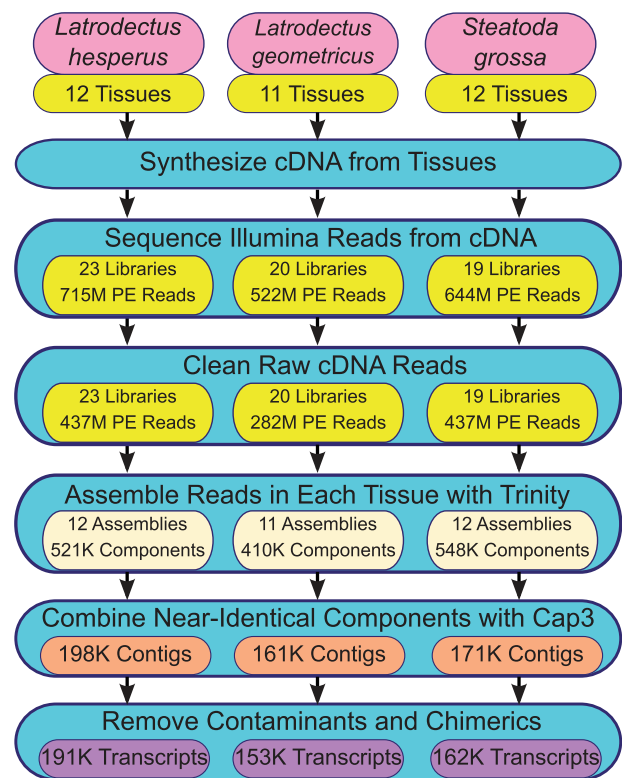 Latrodectus
hesperus
Latrodectus
geometricus
Steatoda
grossa
12 Tissues
11 Tissues
12 Tissues
Synthesize cDNA from Tissues
Sequence Illumina Reads from cDNA
23 Libraries
715M PE Reads
20 Libraries
522M PE Reads
19 Libraries
644M PE Reads
Clean Raw cDNA Reads
23 Libraries
437M PE Reads
20 Libraries
282M PE Reads
19 Libraries
437M PE Reads
Assemble Reads in Each Tissue with Trinity
12 Assemblies
521K Components
11 Assemblies
410K Components
12 Assemblies
548K Components
Combine Near-Identical Components with Cap3
198K Contigs
161K Contigs
171K Contigs
Remove Contaminants and Chimerics
191K Transcripts
153K Transcripts
162K Transcripts